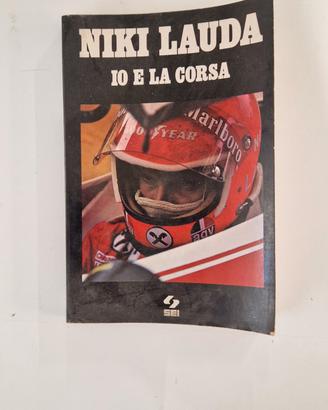 NIKI LAUDA
IO E LA CORSA
Marlboro
GOODYEAR
SEI